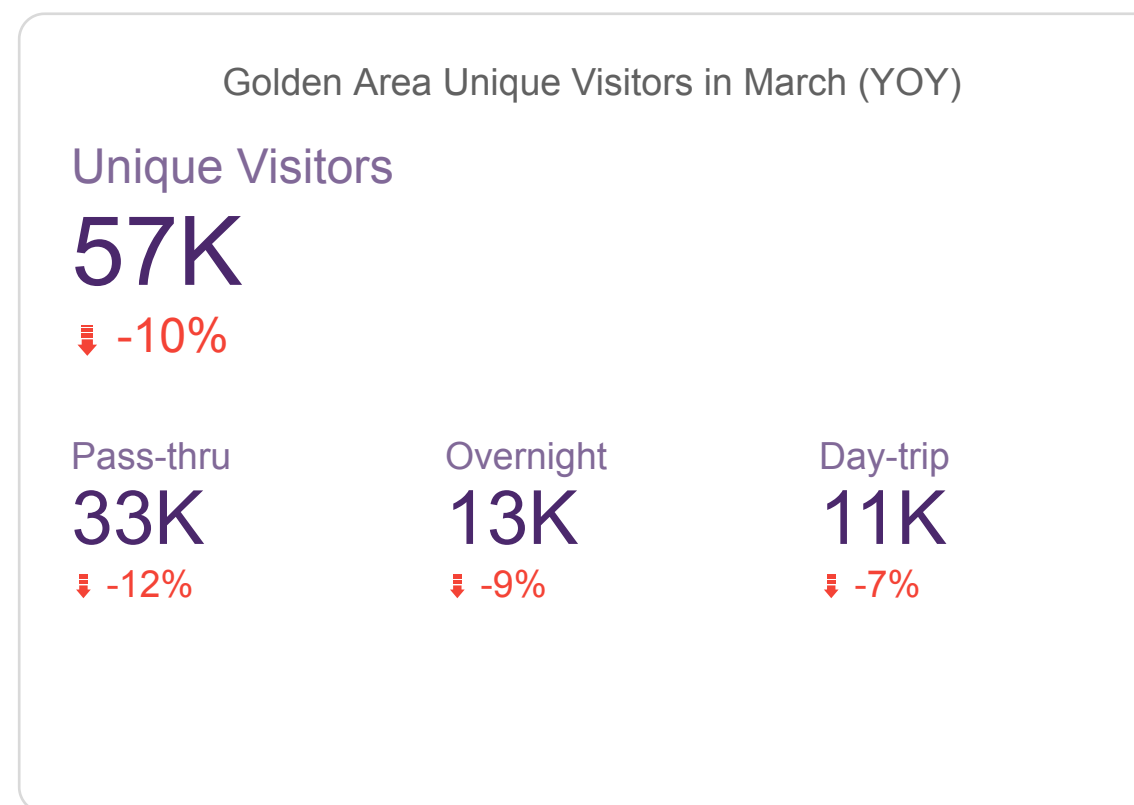 Golden Area Unique Visitors in March (YOY)
Unique Visitors
57K
-10%
Pass-thru Overnight Day-trip
33K 13K 11K
-12% -9% -7%